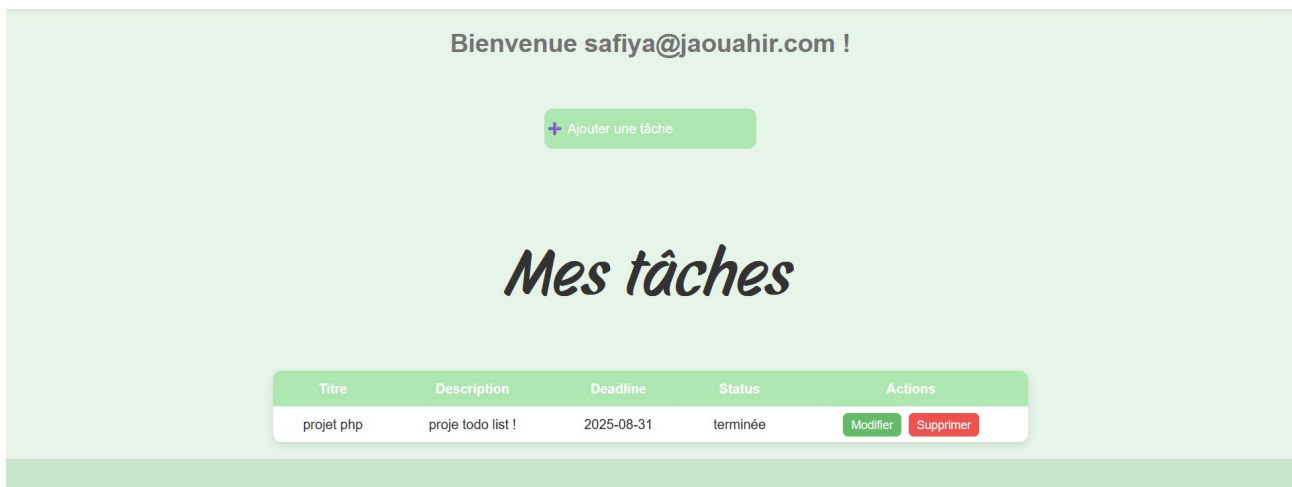 Bienvenue safiya@jaouahir.com !
➕ Ajouter une tâche
Mes tâches
Titre Description Deadline Status Actions
projet php proje todo list ! 2025-08-31 terminée Modifier Supprimer